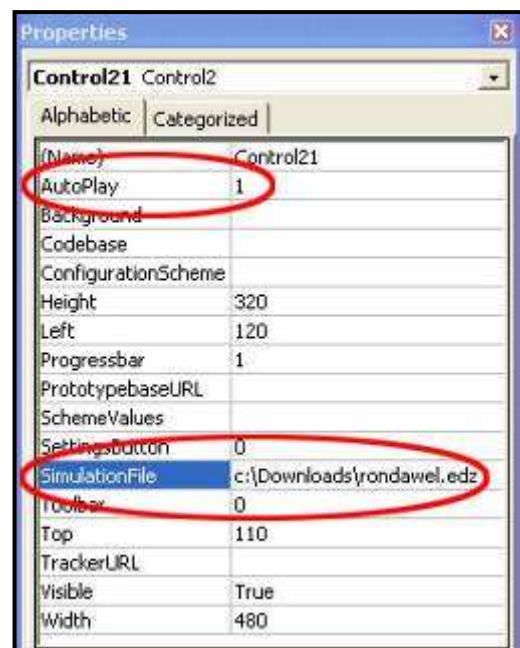 Properties
Control21 Control2
Alphabetic Categorized
(Name) Control21
AutoPlay 1
Background
Codebase
ConfigurationScheme
Height 320
Left 120
Progressbar 1
PrototypebaseURL
SchemeValues
SettingsButton 0
SimulationFile c:\Downloads\rondawel.edz
Toolbar 0
Top 110
TrackerURL
Visible True
Width 480